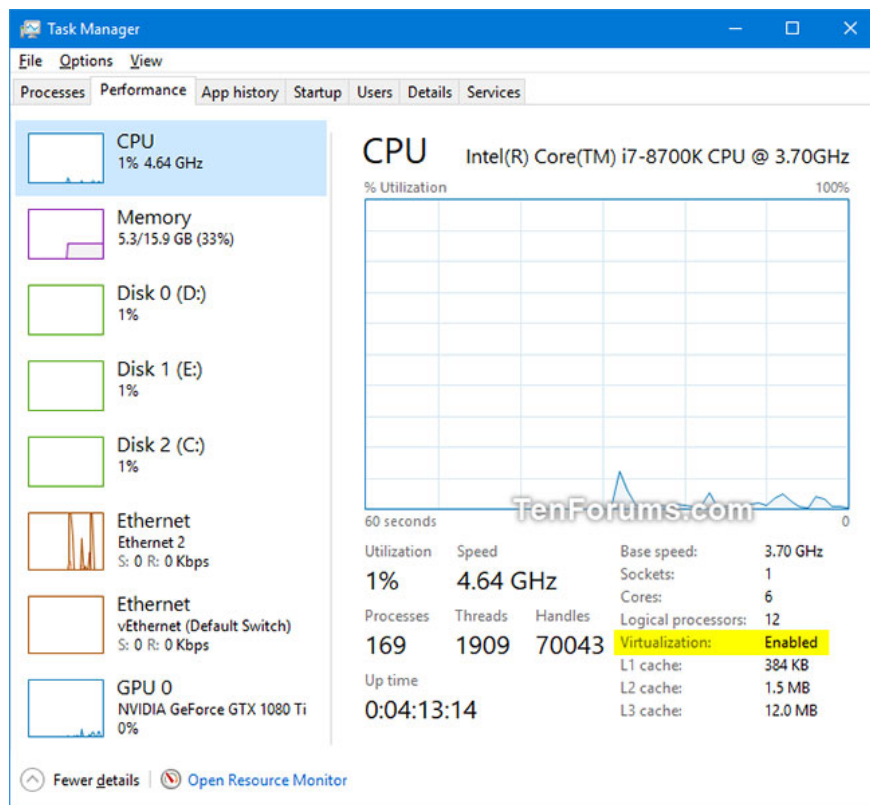 Task Manager
File Options View
Processes Performance App history Startup Users Details Services
CPU
1% 4.64 GHz
Memory
5.3/15.9 GB (33%)
Disk 0 (D:)
1%
Disk 1 (E:)
1%
Disk 2 (C:)
1%
Ethernet
Ethernet 2
S: 0 R: 0 Kbps
Ethernet
vEthernet (Default Switch)
S: 0 R: 0 Kbps
GPU 0
NVIDIA GeForce GTX 1080 Ti
0%
CPU Intel(R) Core(TM) i7-8700K CPU @ 3.70GHz
% Utilization 100%
TenForums.com
60 seconds 0
Utilization Speed
1% 4.64 GHz
Processes Threads Handles
169 1909 70043
Up time
0:04:13:14
Base speed: 3.70 GHz
Sockets: 1
Cores: 6
Logical processors: 12
Virtualization: Enabled
L1 cache: 384 KB
L2 cache: 1.5 MB
L3 cache: 12.0 MB
Fewer details Open Resource Monitor